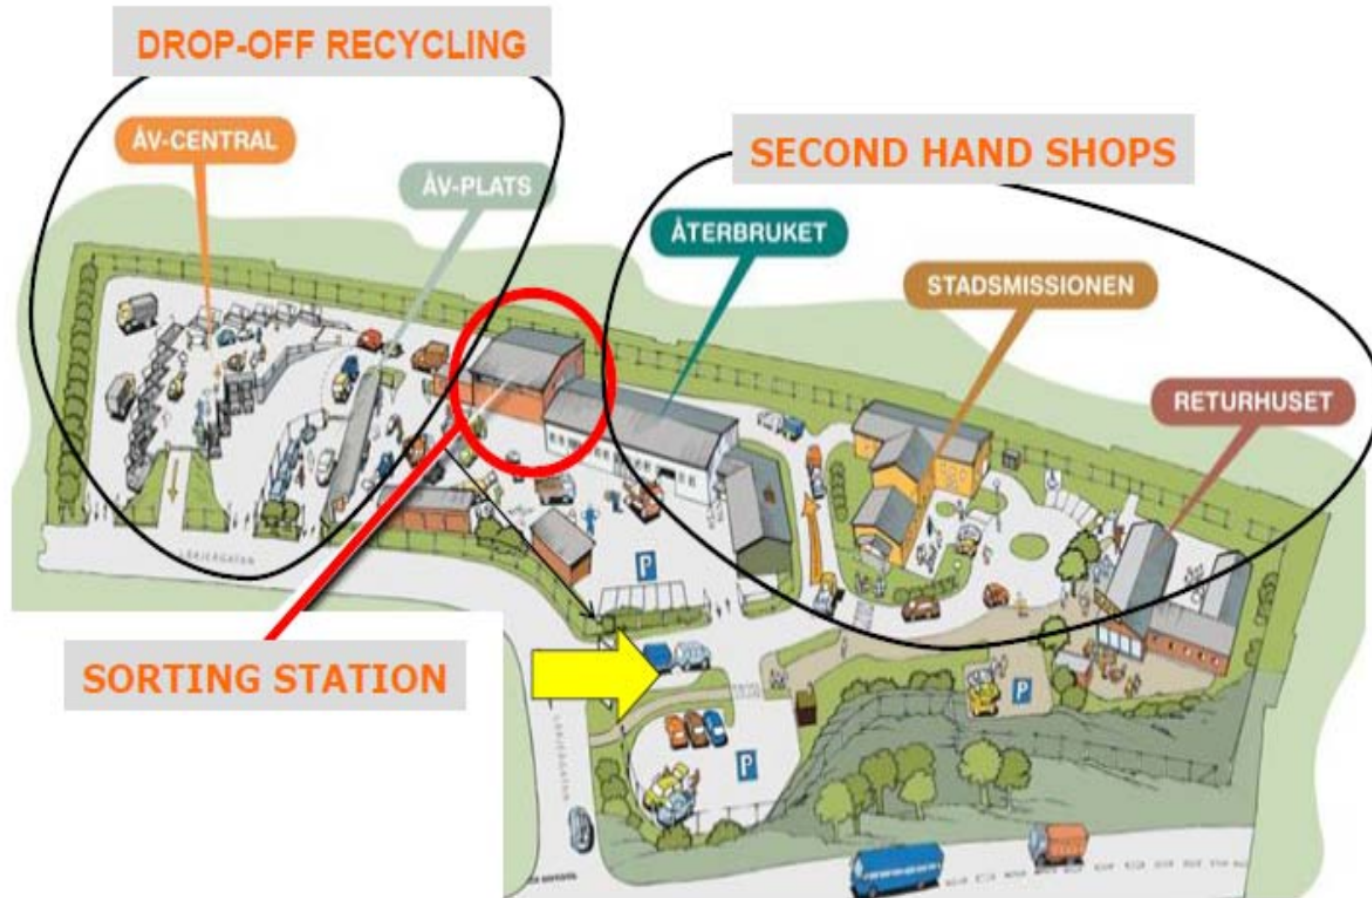 DROP-OFF RECYCLING
ÅV-CENTRAL
ÅV-PLATS
SECOND HAND SHOPS
ÅTERBRUKET
STADSMISSIONEN
RETURHUSET
P
SORTING STATION
P
P